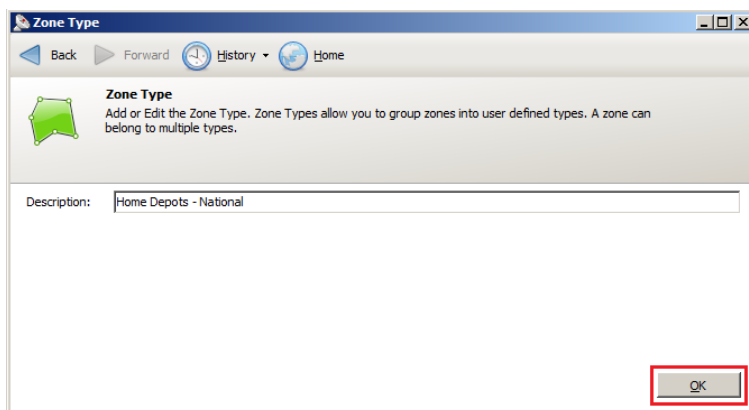 Zone Type
Back Forward History Home
Zone Type
Add or Edit the Zone Type. Zone Types allow you to group zones into user defined types. A zone can
belong to multiple types.
Description: Home Depots - National
OK